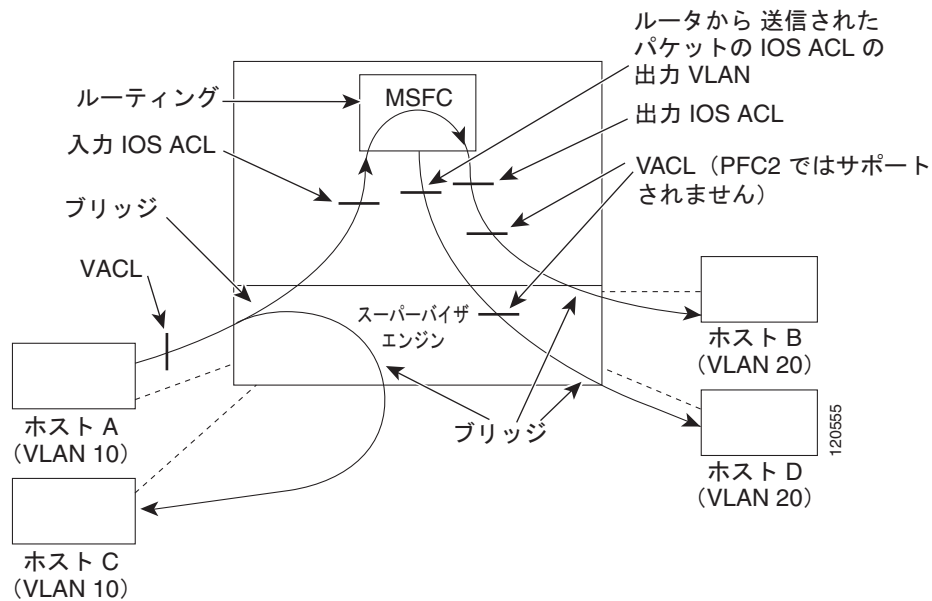 ルータから 送信された
パケットの IOS ACL の
出力 VLAN
ルーティング
MSFC
出力 IOS ACL
入力 IOS ACL
VACL（PFC2 ではサポート
されません）
ブリッジ
VACL
スーパーバイザ
エンジン
ホスト B
（VLAN 20）
ホスト A
（VLAN 10）
ブリッジ
120555
ホスト D
（VLAN 20）
ホスト C
（VLAN 10）